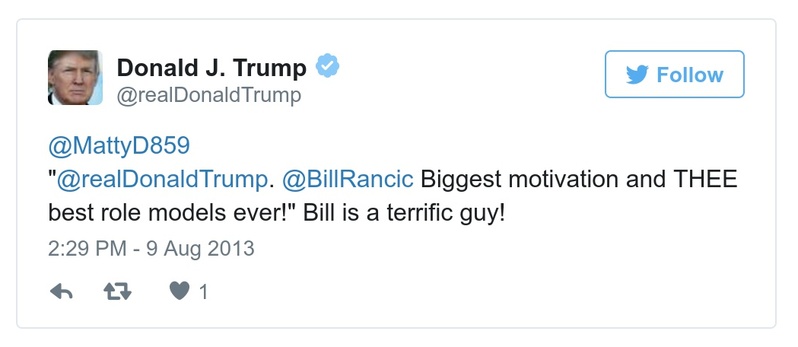 Donald J. Trump
@realDonaldTrump
Follow
@MattyD859
"@realDonaldTrump. @BillRancic Biggest motivation and THEE
best role models ever!" Bill is a terrific guy!
2:29 PM - 9 Aug 2013
1